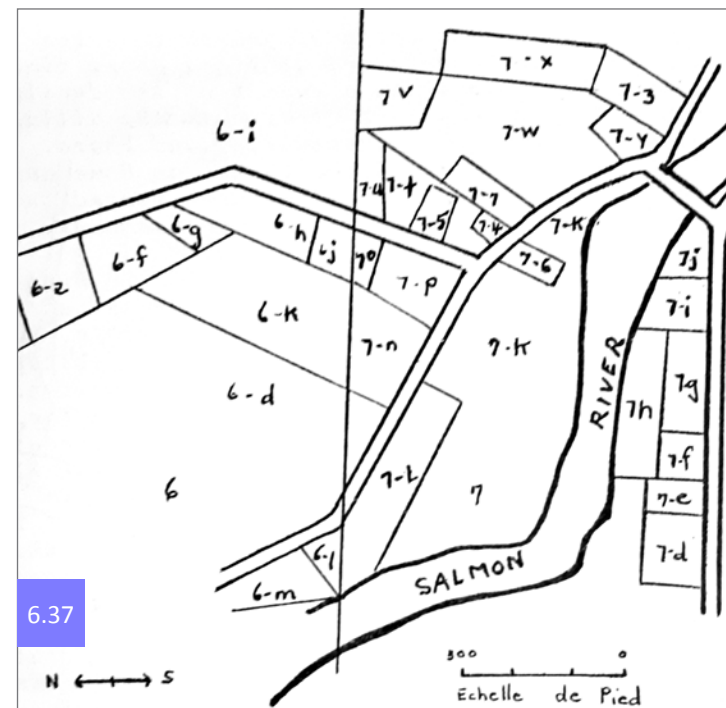 7-x
7-3
7 v
7-w
7-y
6-i
7-u
7-t
7-7
7-5
7-4
7-K
6-g
6-h
6j
7o
7-6
7j
6-f
6-z
7-p
7-i
6-K
7-n
7-K
RIVER
7g
7h
6-d
7-f
7-L
6
7
7-e
7-d
6-l
SALMON
6-m
6.37
N S
300 0
Echelle de Pied